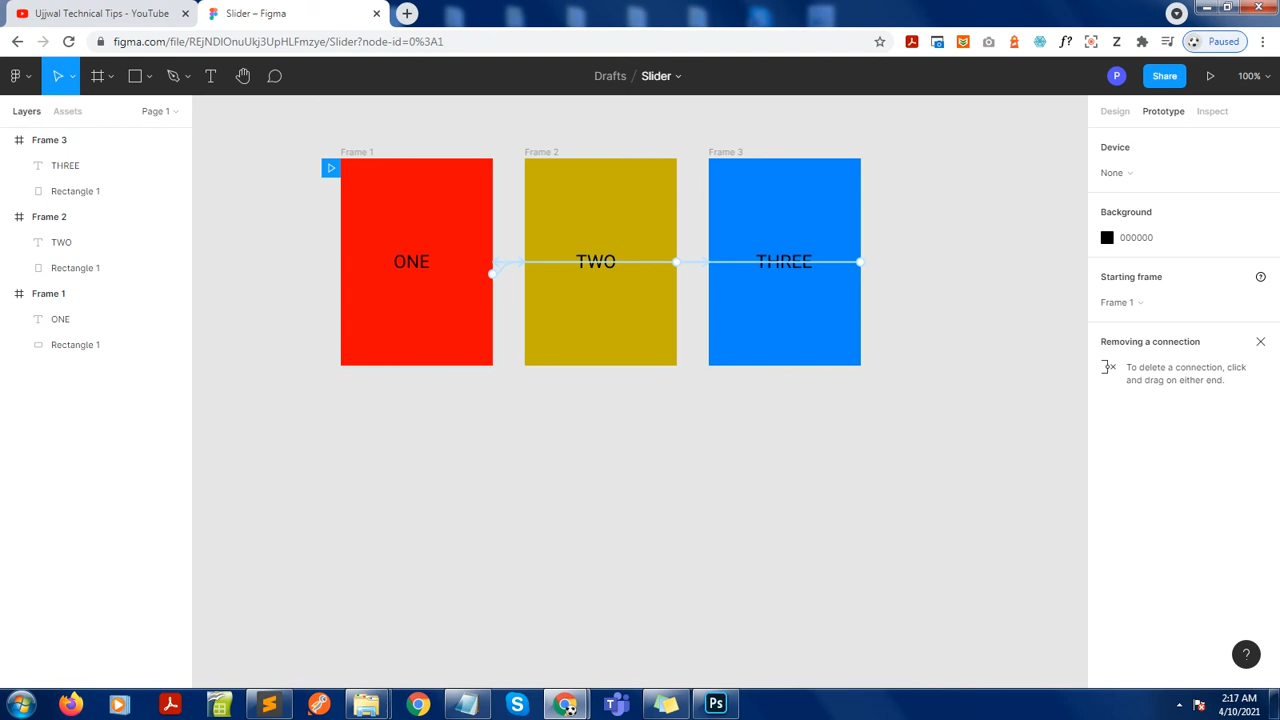 Ujjwal Technical Tips - YouTube
Slider – Figma
figma.com/file/REjNDIOnuUkj3UpHLFmzye/Slider?node-id=0%3A1
Paused
Drafts / Slider
P
Share
100%
Layers
Assets
Page 1
Design
Prototype
Inspect
Frame 3
THREE
Rectangle 1
Frame 2
TWO
Rectangle 1
Frame 1
ONE
Rectangle 1
Frame 1
Frame 2
Frame 3
ONE
TWO
THREE
Device
None
Background
000000
Starting frame
Frame 1
Removing a connection
To delete a connection, click
and drag on either end.
?
Ps
2:17 AM
4/10/2021